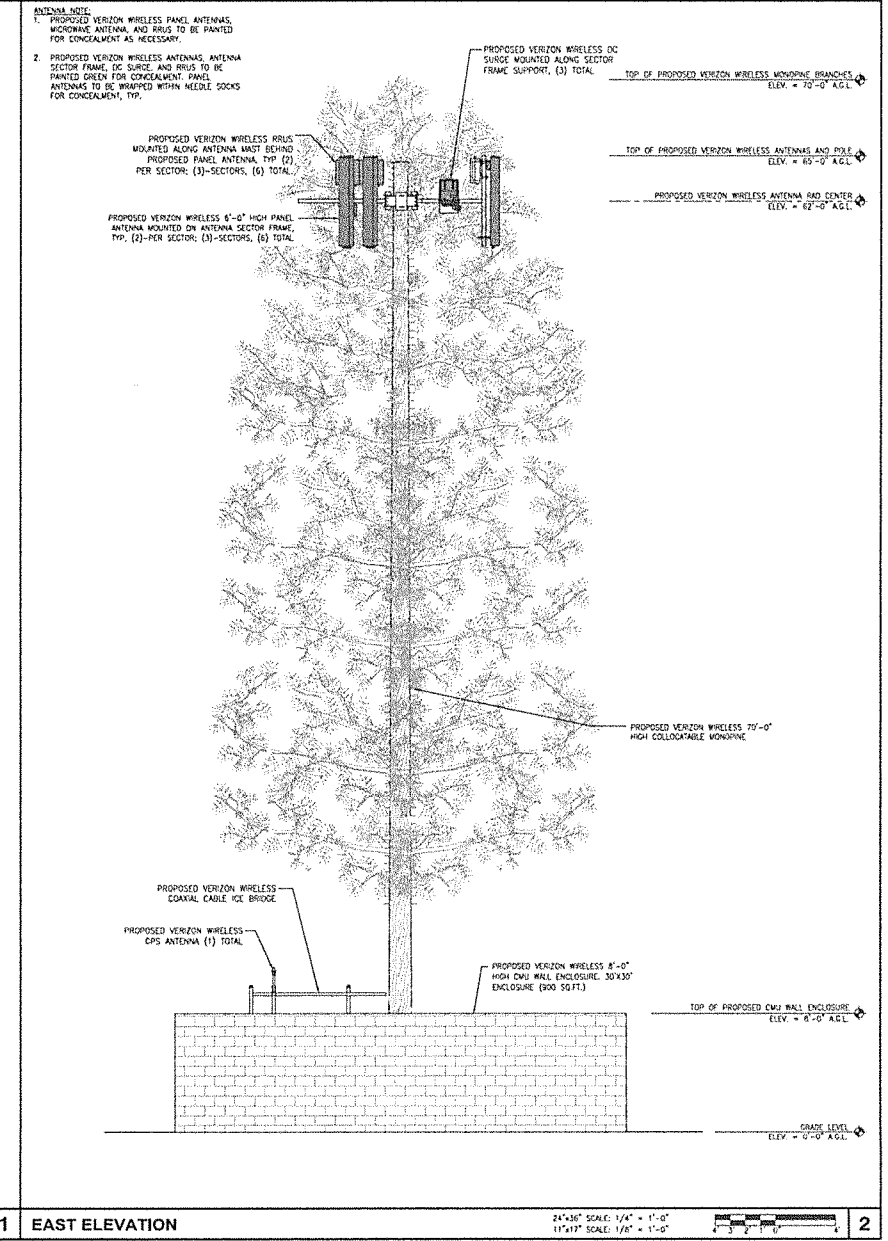 ANTENNA NOTE:
1. PROPOSED VERIZON WIRELESS PANEL ANTENNAS,
MICROWAVE ANTENNA, AND RRUS TO BE PAINTED
FOR CONCEALMENT AS NECESSARY.
2. PROPOSED VERIZON WIRELESS ANTENNAS, ANTENNA
SECTOR FRAME, DC SURGE, AND RRUS TO BE
PAINTED GREEN FOR CONCEALMENT. PANEL
ANTENNAS TO BE WRAPPED WITHIN NEEDLE SOCKS
FOR CONCEALMENT, TYP.
PROPOSED VERIZON WIRELESS DC
SURGE MOUNTED ALONG SECTOR
FRAME SUPPORT, (3) TOTAL
TOP OF PROPOSED VERIZON WIRELESS MONOPINE BRANCHES
ELEV. = 70'-0" A.G.L.
PROPOSED VERIZON WIRELESS RRUS
MOUNTED ALONG ANTENNA MAST BEHIND
PROPOSED PANEL ANTENNA, TYP (2)
PER SECTOR; (3)-SECTORS, (6) TOTAL.
TOP OF PROPOSED VERIZON WIRELESS ANTENNAS AND POLE
ELEV. = 65'-0" A.G.L.
PROPOSED VERIZON WIRELESS ANTENNA RAD CENTER
ELEV. = 62'-0" A.G.L.
PROPOSED VERIZON WIRELESS 6'-0" HIGH PANEL
ANTENNA MOUNTED ON ANTENNA SECTOR FRAME,
TYP, (2)-PER SECTOR; (3)-SECTORS, (6) TOTAL
PROPOSED VERIZON WIRELESS 70'-0"
HIGH COLLOCATABLE MONOPINE
PROPOSED VERIZON WIRELESS
COAXIAL CABLE ICE BRIDGE
PROPOSED VERIZON WIRELESS
GPS ANTENNA (1) TOTAL
PROPOSED VERIZON WIRELESS 8'-0"
HIGH CMU WALL ENCLOSURE. 30'X30'
ENCLOSURE (900 SQ.FT.)
TOP OF PROPOSED CMU WALL ENCLOSURE
ELEV. = 8'-0" A.G.L.
GRADE LEVEL
ELEV. = 0'-0" A.G.L.
1 EAST ELEVATION
24"x36" SCALE: 1/4" = 1'-0"
11"x17" SCALE: 1/8" = 1'-0"
4' 3' 2' 1' 0' 4'
2